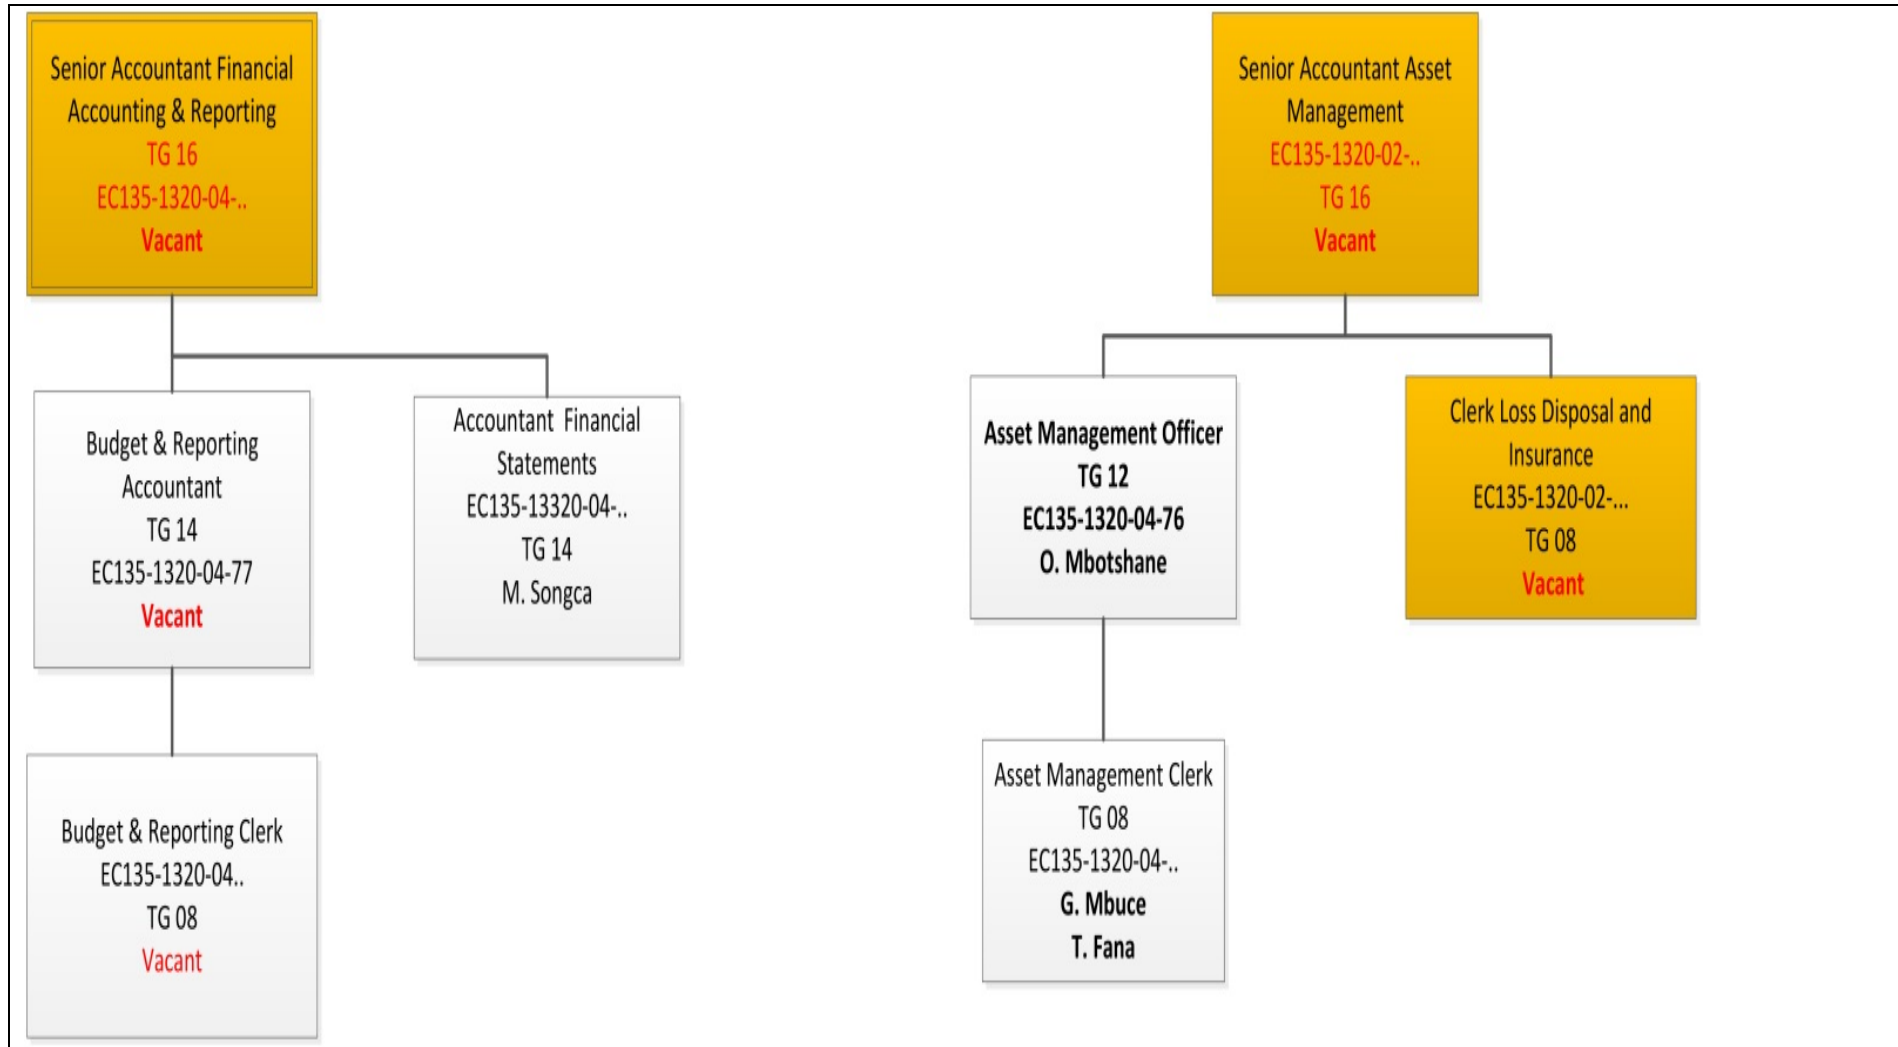 Senior Accountant Financial
Accounting & Reporting
TG 16
EC135-1320-04-..
Vacant
Senior Accountant Asset
Management
EC135-1320-02-..
TG 16
Vacant
Budget & Reporting
Accountant
TG 14
EC135-1320-04-77
Vacant
Accountant Financial
Statements
EC135-13320-04-..
TG 14
M. Songca
Asset Management Officer
TG 12
EC135-1320-04-76
O. Mbotshane
Clerk Loss Disposal and
Insurance
EC135-1320-02-...
TG 08
Vacant
Budget & Reporting Clerk
EC135-1320-04..
TG 08
Vacant
Asset Management Clerk
TG 08
EC135-1320-04-..
G. Mbuce
T. Fana